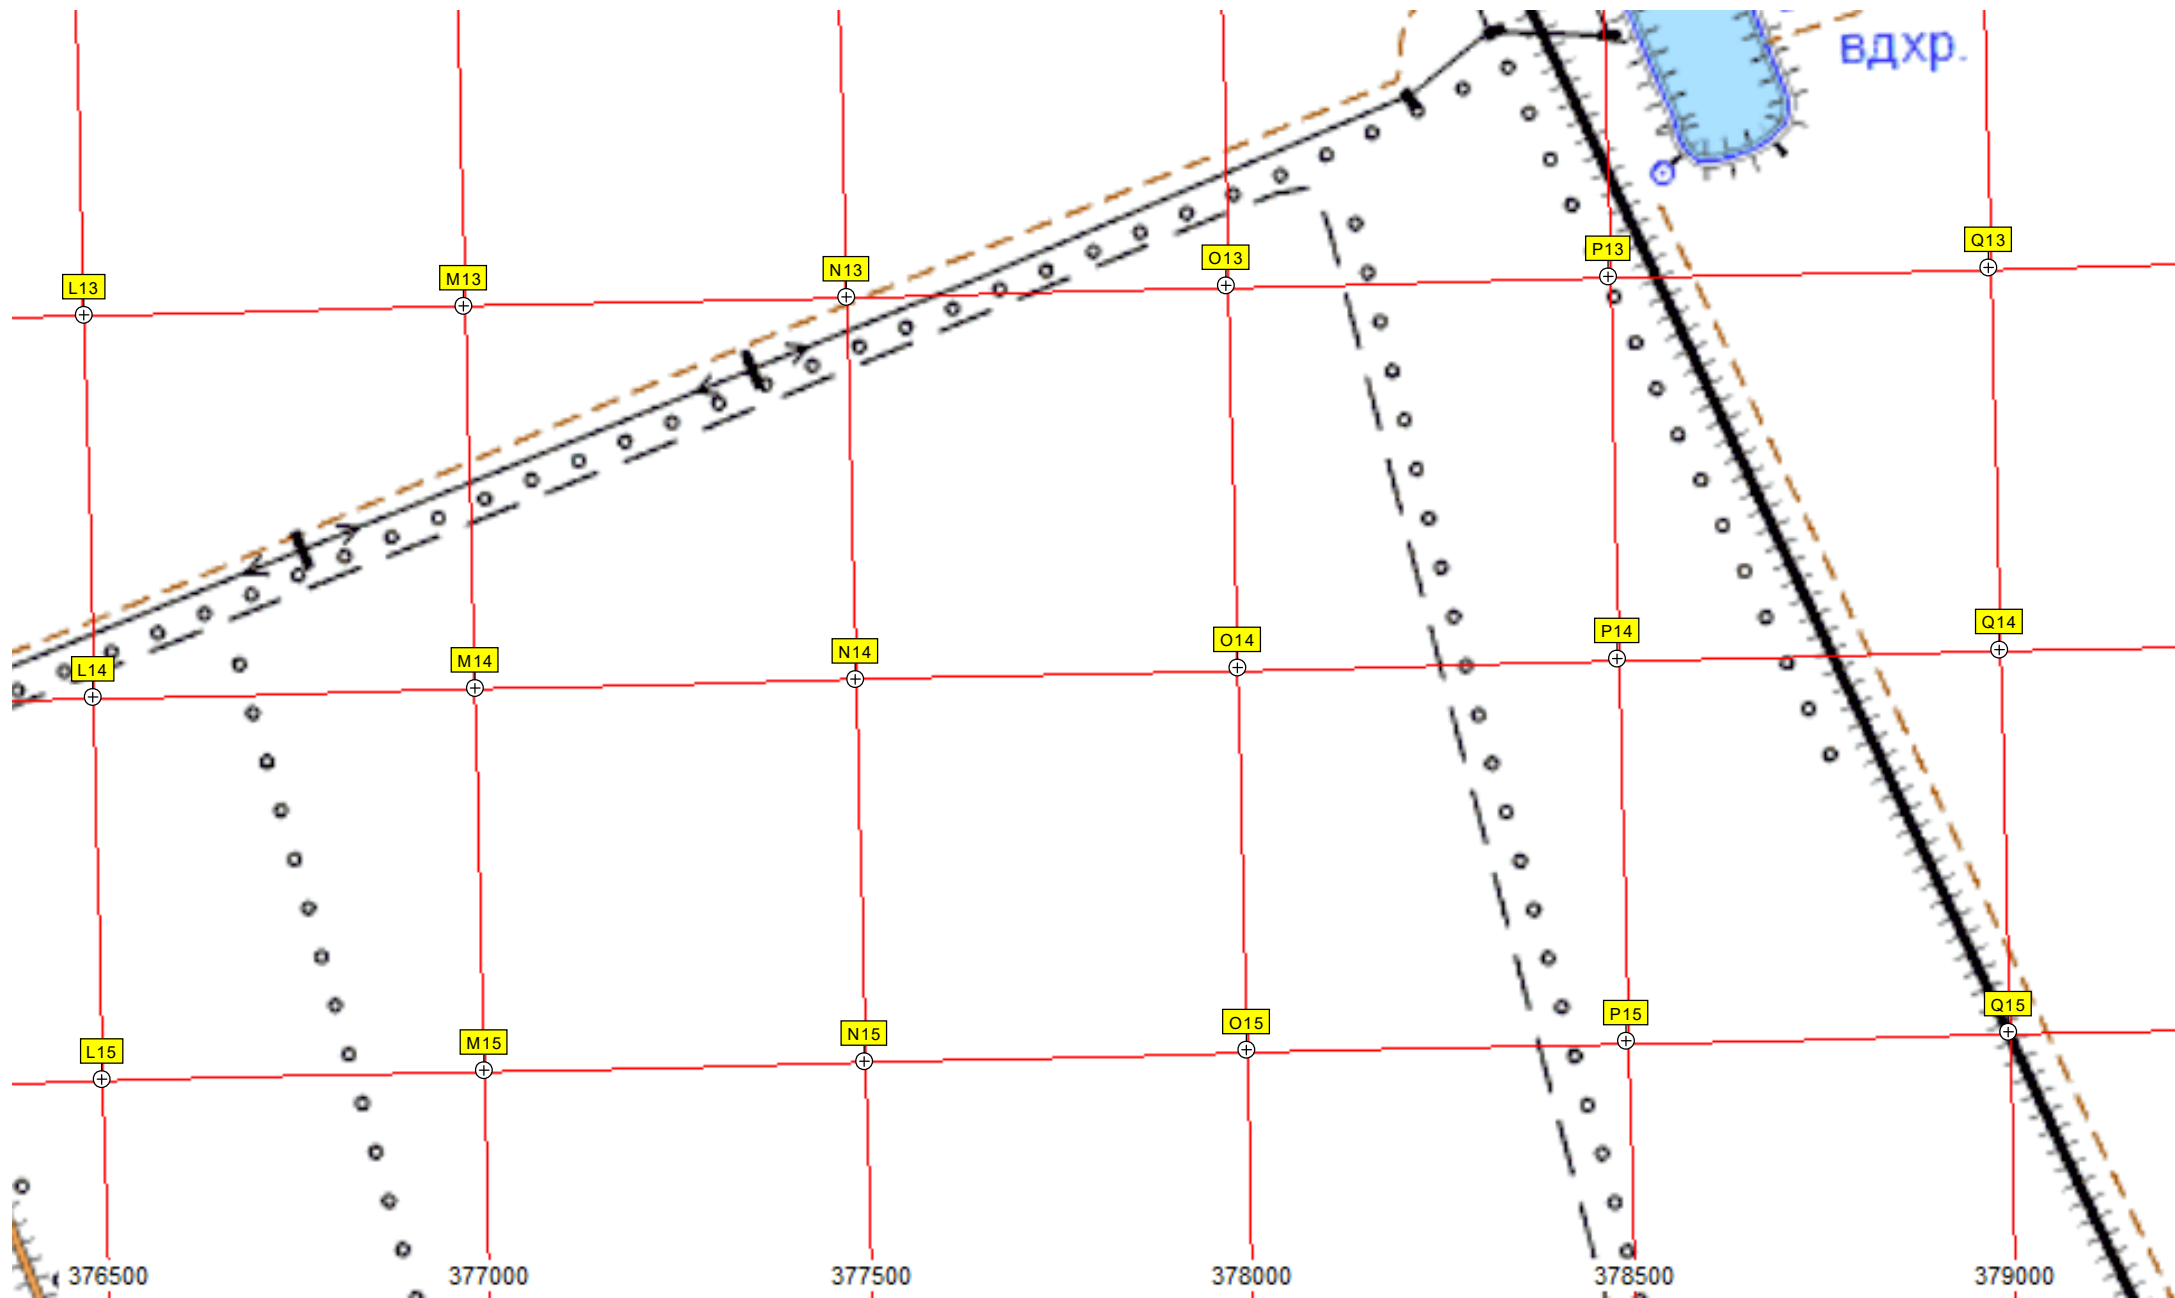 вдхр.
L13 M13 N13 O13 P13 Q13
L14 M14 N14 O14 P14 Q14
L15 M15 N15 O15 P15 Q15
376500 377000 377500 378000 378500 379000